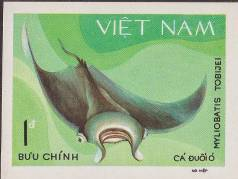 VIỆT NAM
MYLIOBATIS TOBIJEI
1đ
BƯU CHÍNH
CÁ ĐUỐI Ó